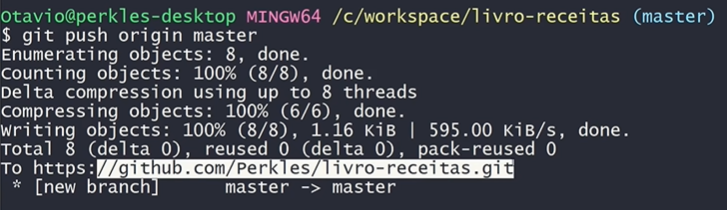 Otavio@perkles-desktop MINGW64 /c/workspace/livro-receitas (master)
$ git push origin master
Enumerating objects: 8, done.
Counting objects: 100% (8/8), done.
Delta compression using up to 8 threads
Compressing objects: 100% (6/6), done.
Writing objects: 100% (8/8), 1.16 KiB | 595.00 KiB/s, done.
Total 8 (delta 0), reused 0 (delta 0), pack-reused 0
To https://github.com/Perkles/livro-receitas.git
 * [new branch]      master -> master